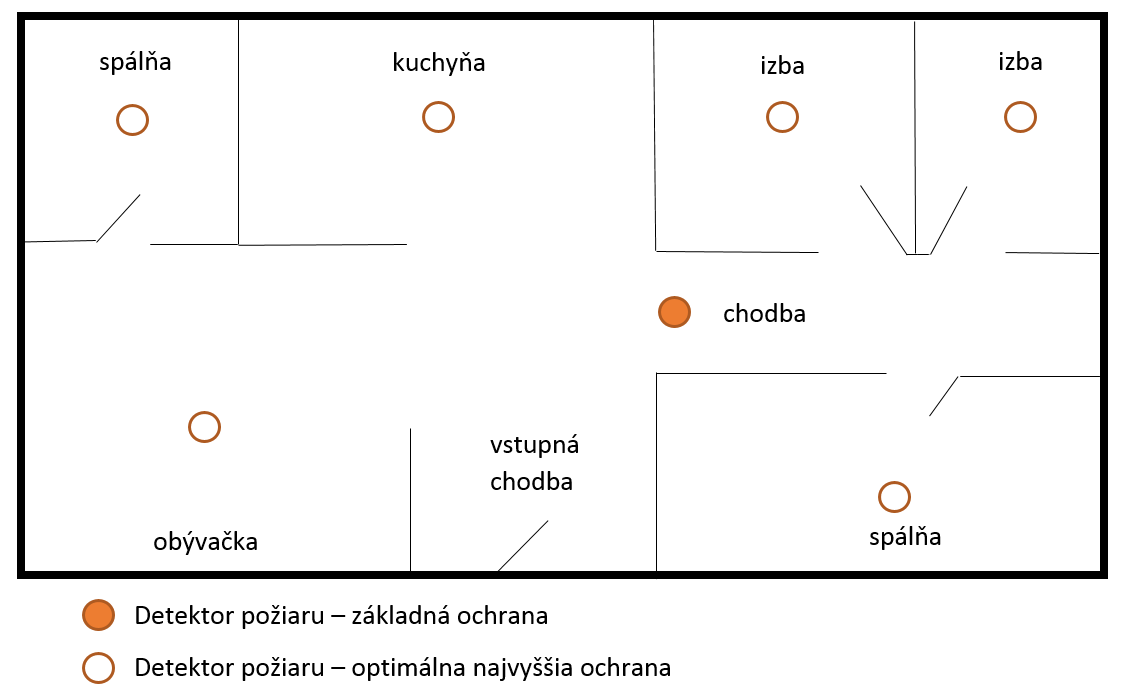 spálňa
kuchyňa
izba
izba
chodba
vstupná
chodba
obývačka
spálňa
Detektor požiaru – základná ochrana
Detektor požiaru – optimálna najvyššia ochrana